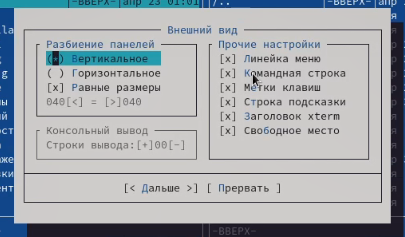 -ВВЕРХ-
апр 23 01:01
/..
-ВВЕРХ-
апр
Внешний вид
Разбиение панелей
(*) Вертикальное
( ) Горизонтальное
[x] Равные размеры
040[<] = [>]040
Консольный вывод
Строки вывода:[+]00[-]
Прочие настройки
[x] Линейка меню
[x] Командная строка
[x] Метки клавиш
[x] Строка подсказки
[x] Заголовок xterm
[x] Свободное место
[< Дальше >] [ Прервать ]
-ВВЕРХ-